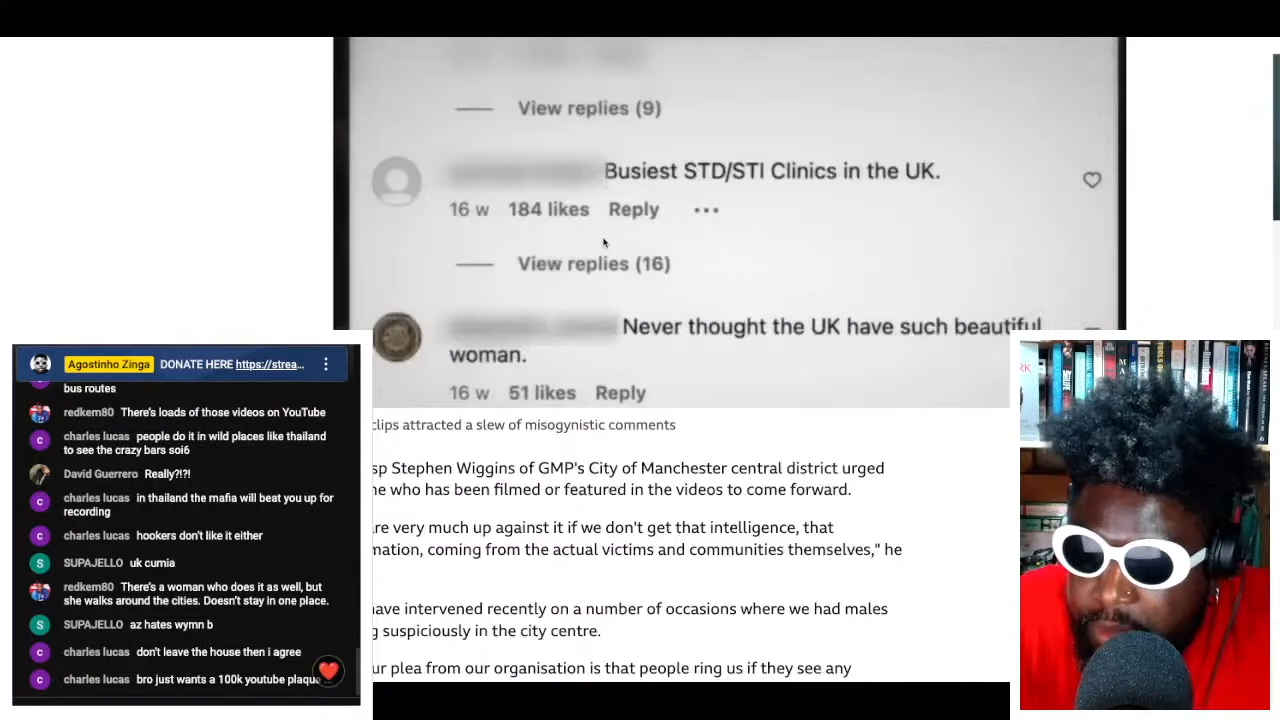 View replies (9)
Busiest STD/STI Clinics in the UK.
16 w 184 likes Reply
View replies (16)
Never thought the UK have such beautiful
woman.
16 w 51 likes Reply
clips attracted a slew of misogynistic comments
sp Stephen Wiggins of GMP's City of Manchester central district urged
ne who has been filmed or featured in the videos to come forward.
re very much up against it if we don't get that intelligence, that
mation, coming from the actual victims and communities themselves," he
have intervened recently on a number of occasions where we had males
g suspiciously in the city centre.
ur plea from our organisation is that people ring us if they see any
Agostinho Zinga DONATE HERE https://strea...
bus routes
redkem80 There's loads of those videos on YouTube
charles lucas people do it in wild places like thailand
to see the crazy bars soi6
David Guerrero Really?!?!
charles lucas in thailand the mafia will beat you up for
recording
charles lucas hookers don't like it either
SUPAJELLO uk cumia
redkem80 There's a woman who does it as well, but
she walks around the cities. Doesn't stay in one place.
SUPAJELLO az hates wymn b
charles lucas don't leave the house then i agree
charles lucas bro just wants a 100k youtube plaque